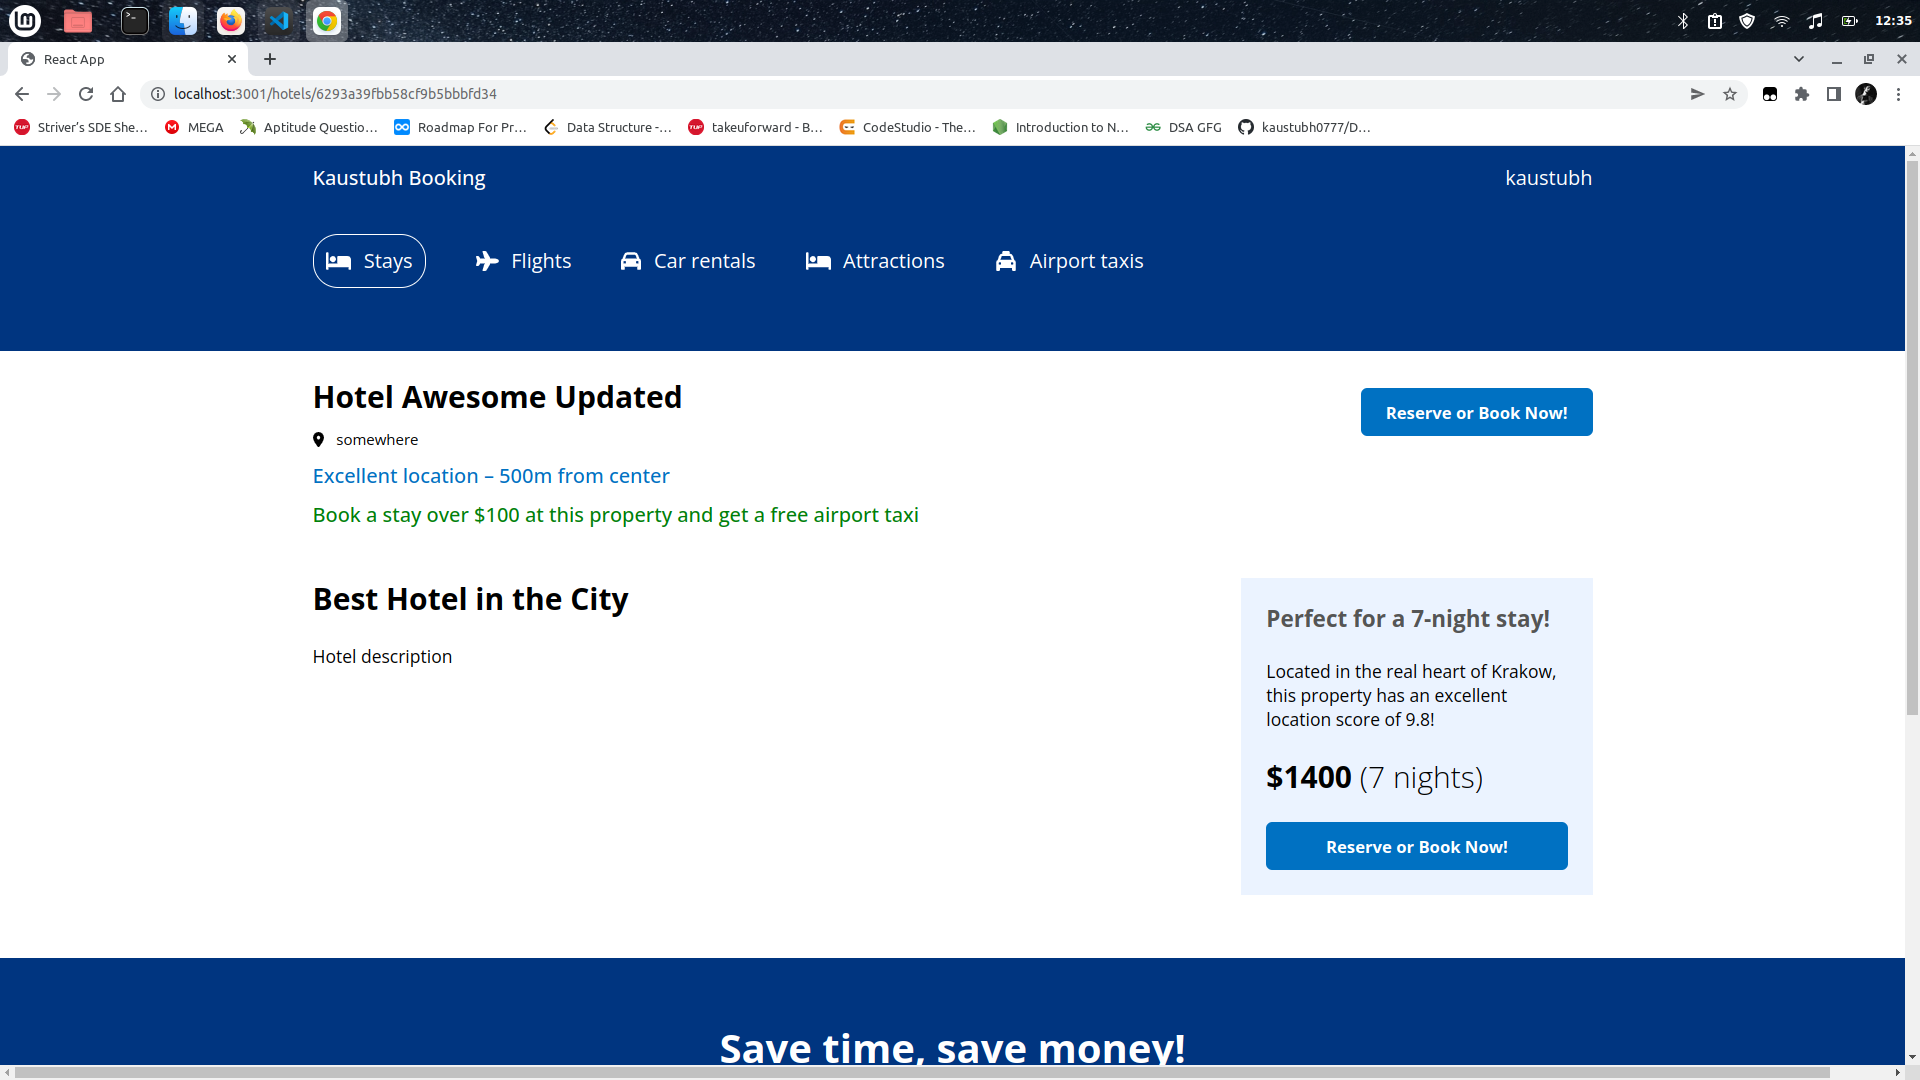 12:35
React App
localhost:3001/hotels/6293a39fbb58cf9b5bbbfd34
Striver's SDE She... MEGA Aptitude Questio... Roadmap For Pr... Data Structure -... takeuforward - B... CodeStudio - The... Introduction to N... DSA GFG kaustubh0777/D...
Kaustubh Booking kaustubh
Stays Flights Car rentals Attractions Airport taxis
Hotel Awesome Updated
Reserve or Book Now!
somewhere
Excellent location – 500m from center
Book a stay over $100 at this property and get a free airport taxi
Best Hotel in the City
Hotel description
Perfect for a 7-night stay!
Located in the real heart of Krakow,
this property has an excellent
location score of 9.8!
$1400 (7 nights)
Reserve or Book Now!
Save time, save money!